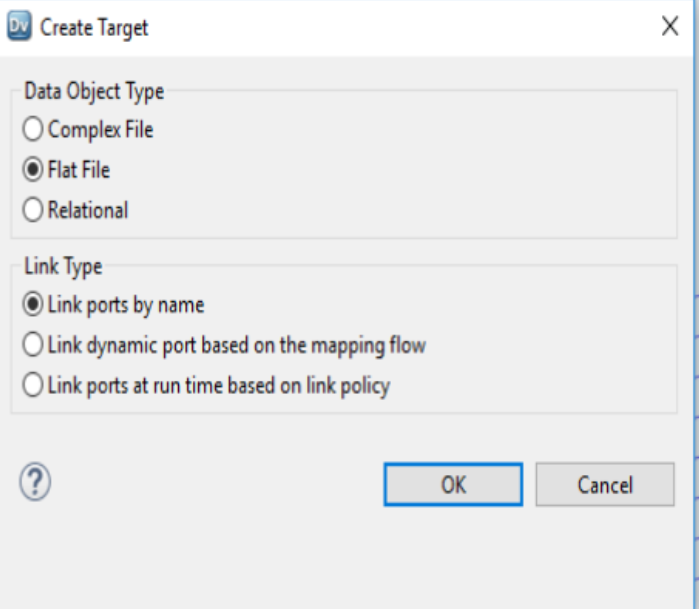 Dv Create Target
Data Object Type
Complex File
Flat File
Relational
Link Type
Link ports by name
Link dynamic port based on the mapping flow
Link ports at run time based on link policy
? OK Cancel